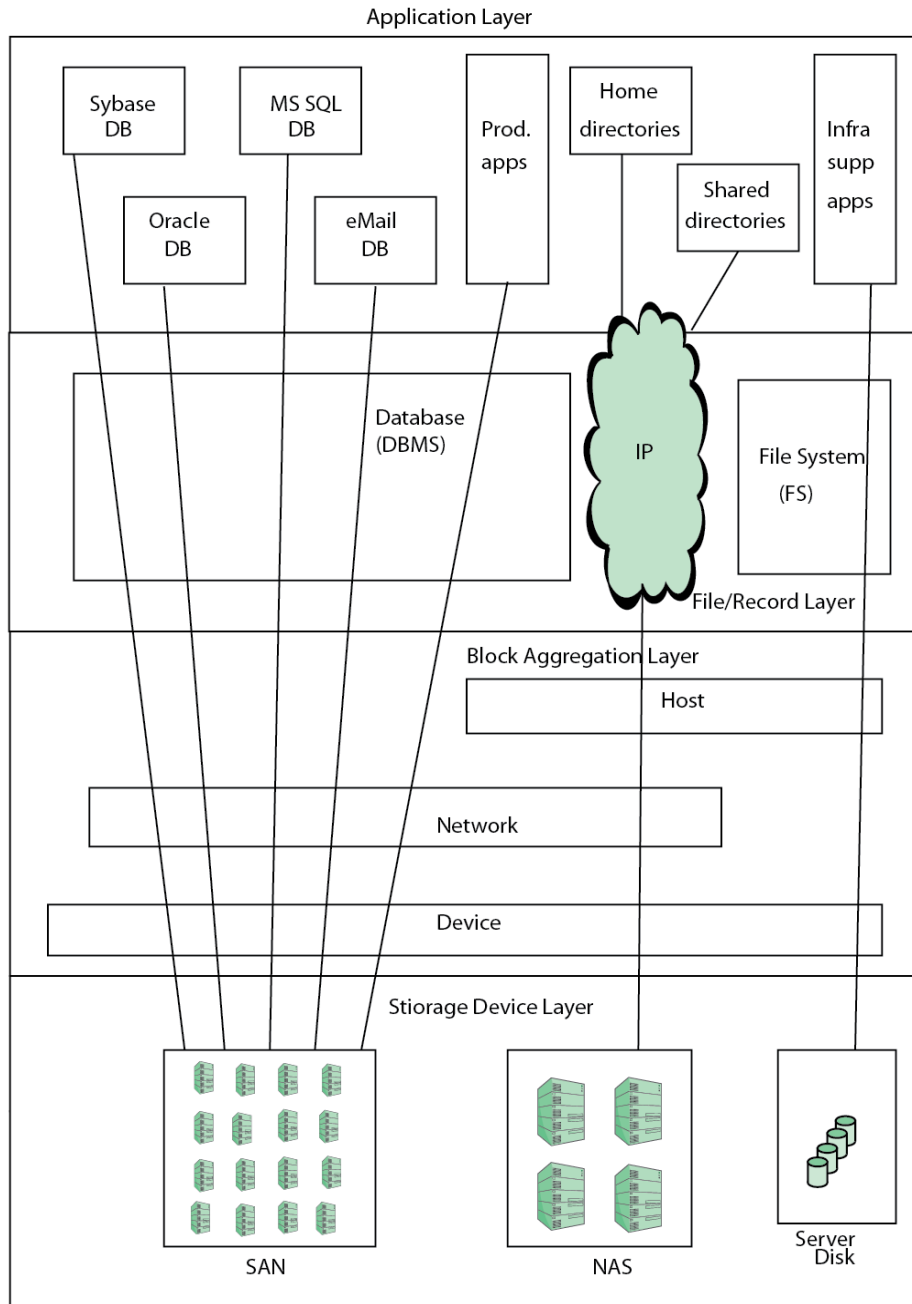 Application Layer
Sybase
DB
MS SQL
DB
Prod.
apps
Home
directories
Infra
supp
apps
Oracle
DB
eMail
DB
Shared
directories
Database
(DBMS)
IP
File System
(FS)
File/Record Layer
Block Aggregation Layer
Host
Network
Device
Stiorage Device Layer
SAN
NAS
Server
Disk